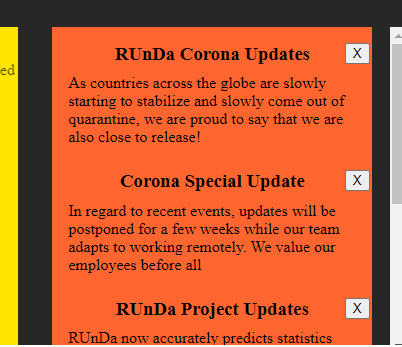 ed
RUnDa Corona Updates
X
As countries across the globe are slowly
starting to stabilize and slowly come out of
quarantine, we are proud to say that we are
also close to release!
Corona Special Update
X
In regard to recent events, updates will be
postponed for a few weeks while our team
adapts to working remotely. We value our
employees before all
RUnDa Project Updates
X
RUnDa now accurately predicts statistics